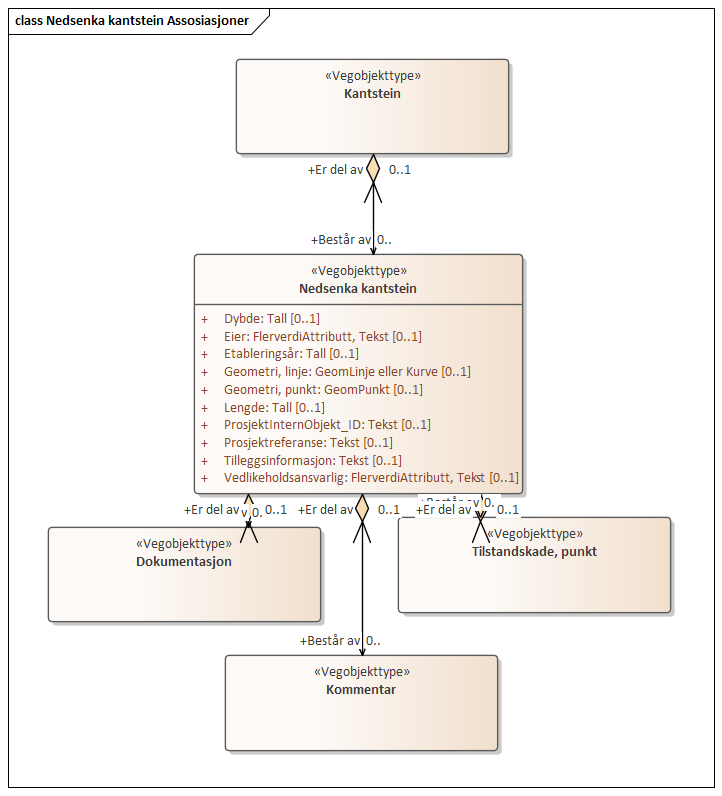 class Nedsenka kantstein Assosiasjoner
«Vegobjekttype»
Kantstein
+Er del av 0..1
+Består av 0..
«Vegobjekttype»
Nedsenka kantstein
+ Dybde: Tall [0..1]
+ Eier: FlerverdiAttributt, Tekst [0..1]
+ Etableringsår: Tall [0..1]
+ Geometri, linje: GeomLinje eller Kurve [0..1]
+ Geometri, punkt: GeomPunkt [0..1]
+ Lengde: Tall [0..1]
+ ProsjektInternObjekt_ID: Tekst [0..1]
+ Prosjektreferanse: Tekst [0..1]
+ Tilleggsinformasjon: Tekst [0..1]
+ Vedlikeholdsansvarlig: FlerverdiAttributt, Tekst [0..1]
+Består av 0.
+Er del av v 0. 0..1 +Er del av 0..1 +Er del av 0..1
«Vegobjekttype»
Dokumentasjon
«Vegobjekttype»
Tilstandskade, punkt
+Består av 0..
«Vegobjekttype»
Kommentar